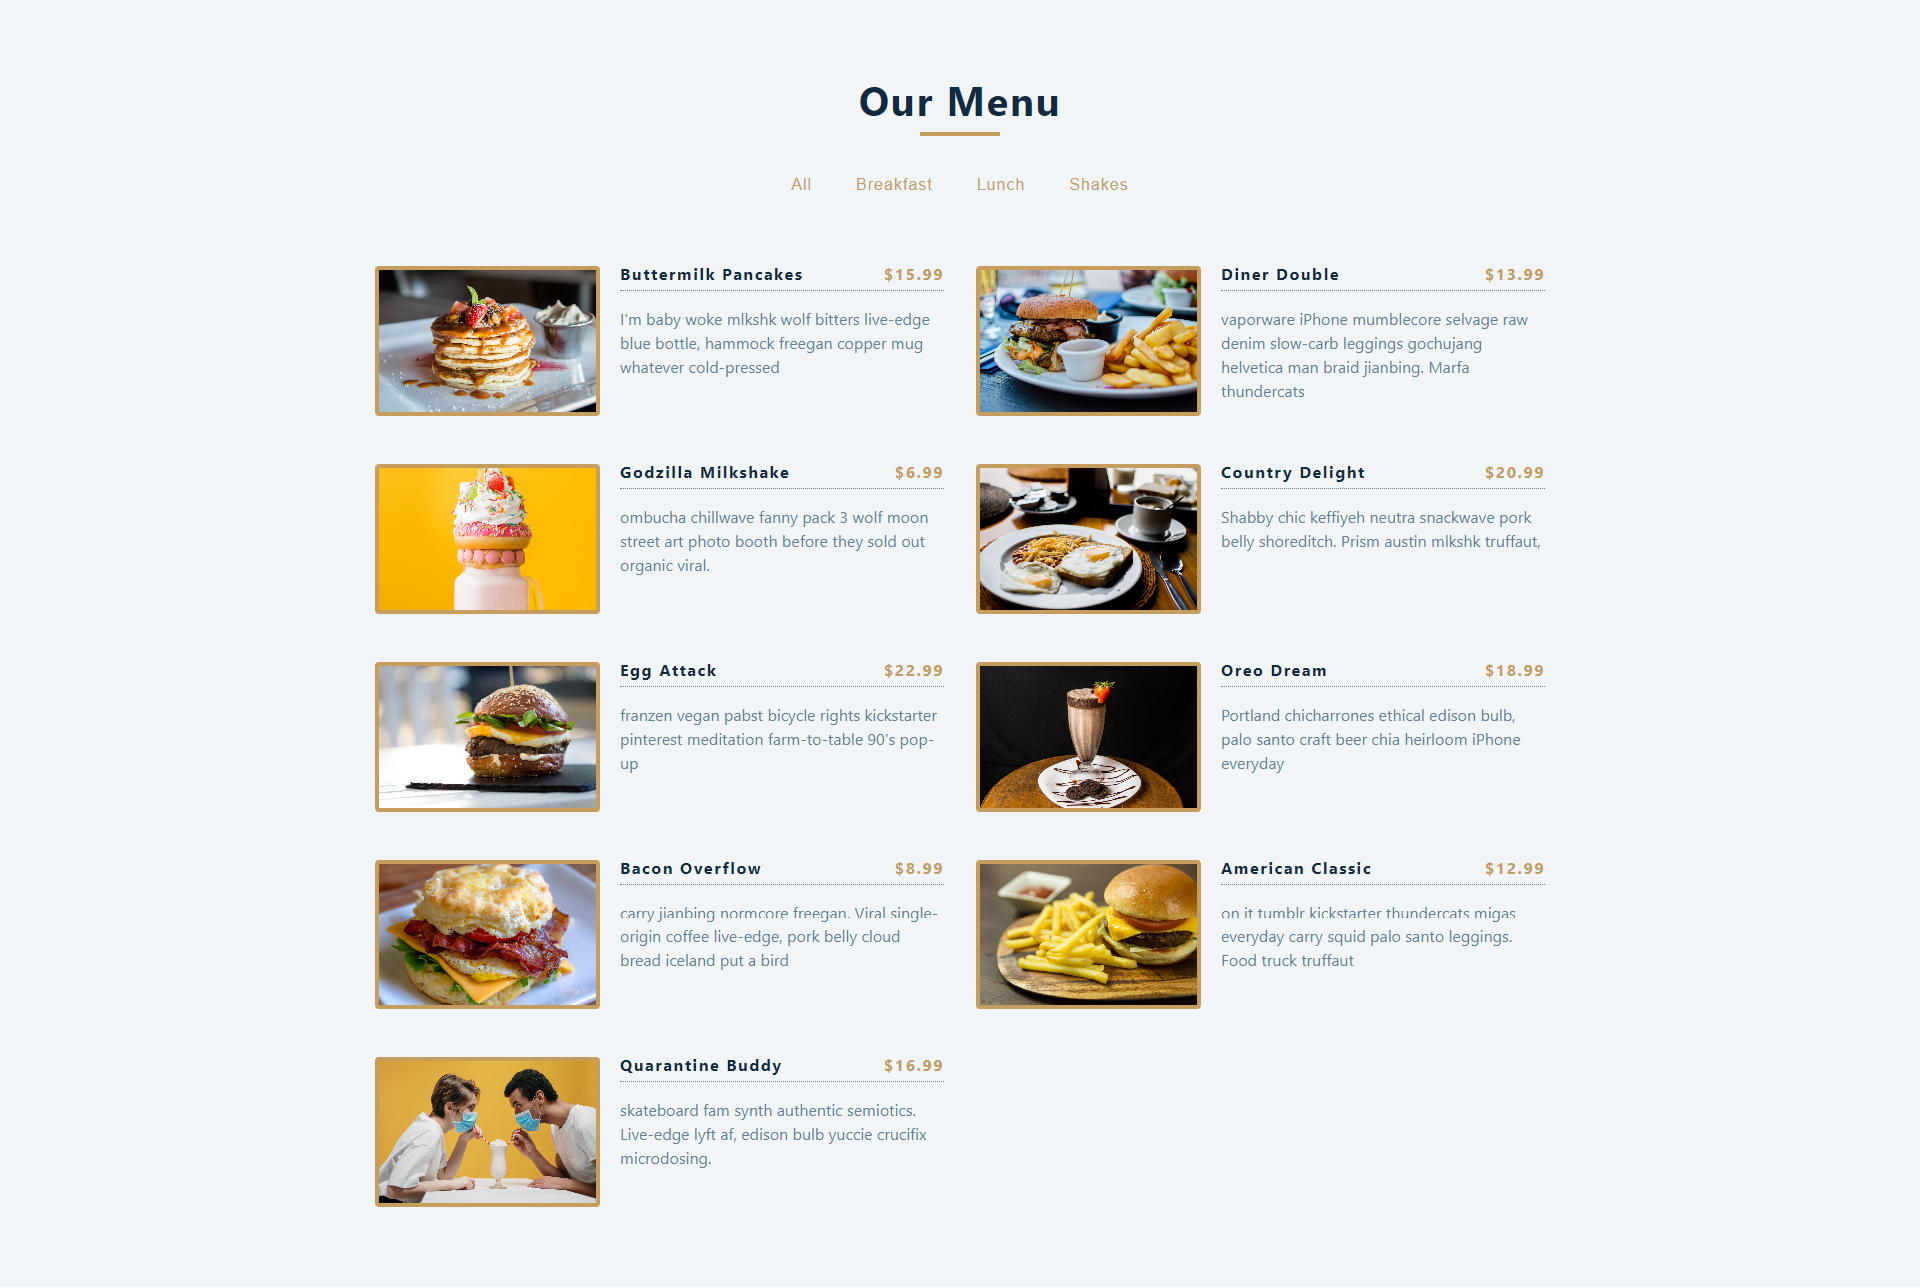 Our Menu
All
Breakfast
Lunch
Shakes
Buttermilk Pancakes $15.99
I'm baby woke mlkshk wolf bitters live-edge
blue bottle, hammock freegan copper mug
whatever cold-pressed
Diner Double $13.99
vaporware iPhone mumblecore selvage raw
denim slow-carb leggings gochujang
helvetica man braid jianbing. Marfa
thundercats
Godzilla Milkshake $6.99
ombucha chillwave fanny pack 3 wolf moon
street art photo booth before they sold out
organic viral.
Country Delight $20.99
Shabby chic keffiyeh neutra snackwave pork
belly shoreditch. Prism austin mlkshk truffaut,
Egg Attack $22.99
franzen vegan pabst bicycle rights kickstarter
pinterest meditation farm-to-table 90's pop-
up
Oreo Dream $18.99
Portland chicharrones ethical edison bulb,
palo santo craft beer chia heirloom iPhone
everyday
Bacon Overflow $8.99
carry jianbing normcore freegan. Viral single-
origin coffee live-edge, pork belly cloud
bread iceland put a bird
American Classic $12.99
on it tumblr kickstarter thundercats migas
everyday carry squid palo santo leggings.
Food truck truffaut
Quarantine Buddy $16.99
skateboard fam synth authentic semiotics.
Live-edge lyft af, edison bulb yuccie crucifix
microdosing.